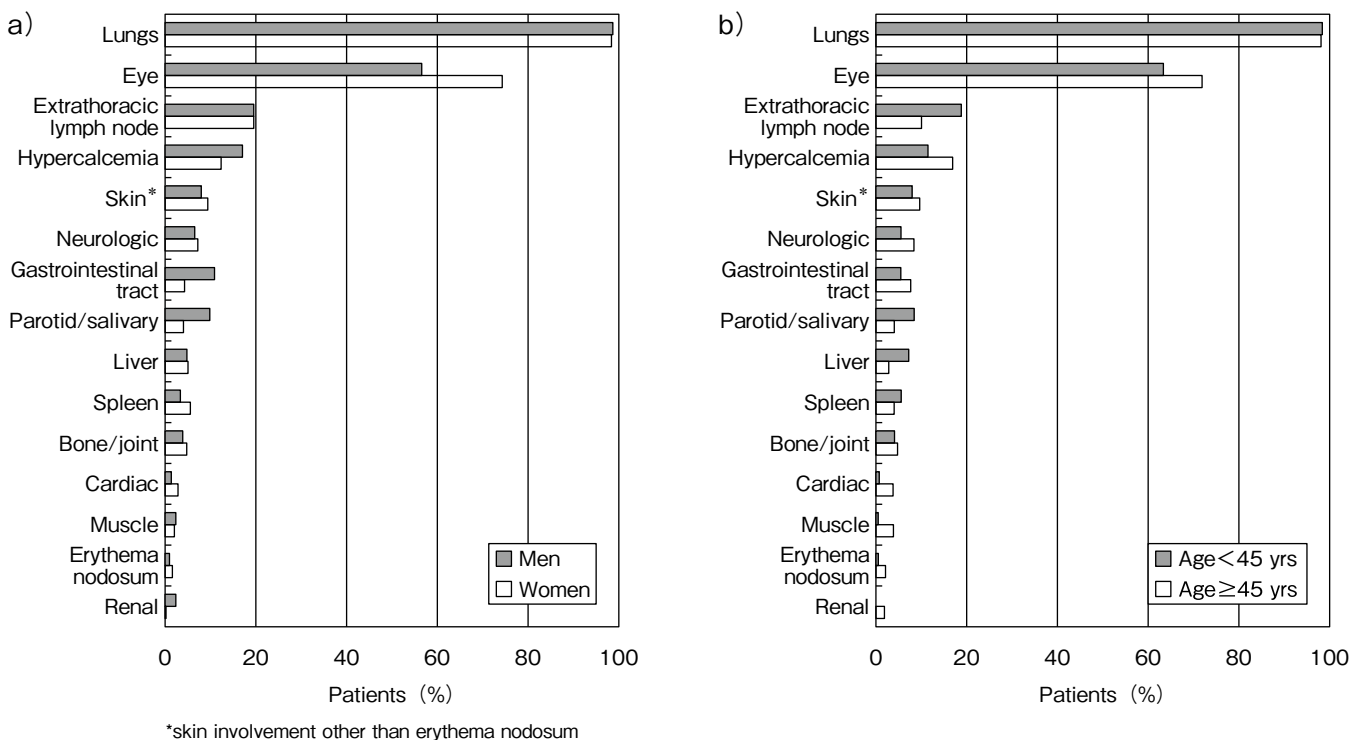 a)
Lungs
Eye
Extrathoracic
lymph node
Hypercalcemia
Skin*
Neurologic
Gastrointestinal
tract
Parotid/salivary
Liver
Spleen
Bone/joint
Cardiac
Muscle
Erythema
nodosum
Renal
Men
Women
0 20 40 60 80 100
Patients (%)
*skin involvement other than erythema nodosum
b)
Lungs
Eye
Extrathoracic
lymph node
Hypercalcemia
Skin*
Neurologic
Gastrointestinal
tract
Parotid/salivary
Liver
Spleen
Bone/joint
Cardiac
Muscle
Erythema
nodosum
Renal
Age<45 yrs
Age≥45 yrs
0 20 40 60 80 100
Patients (%)